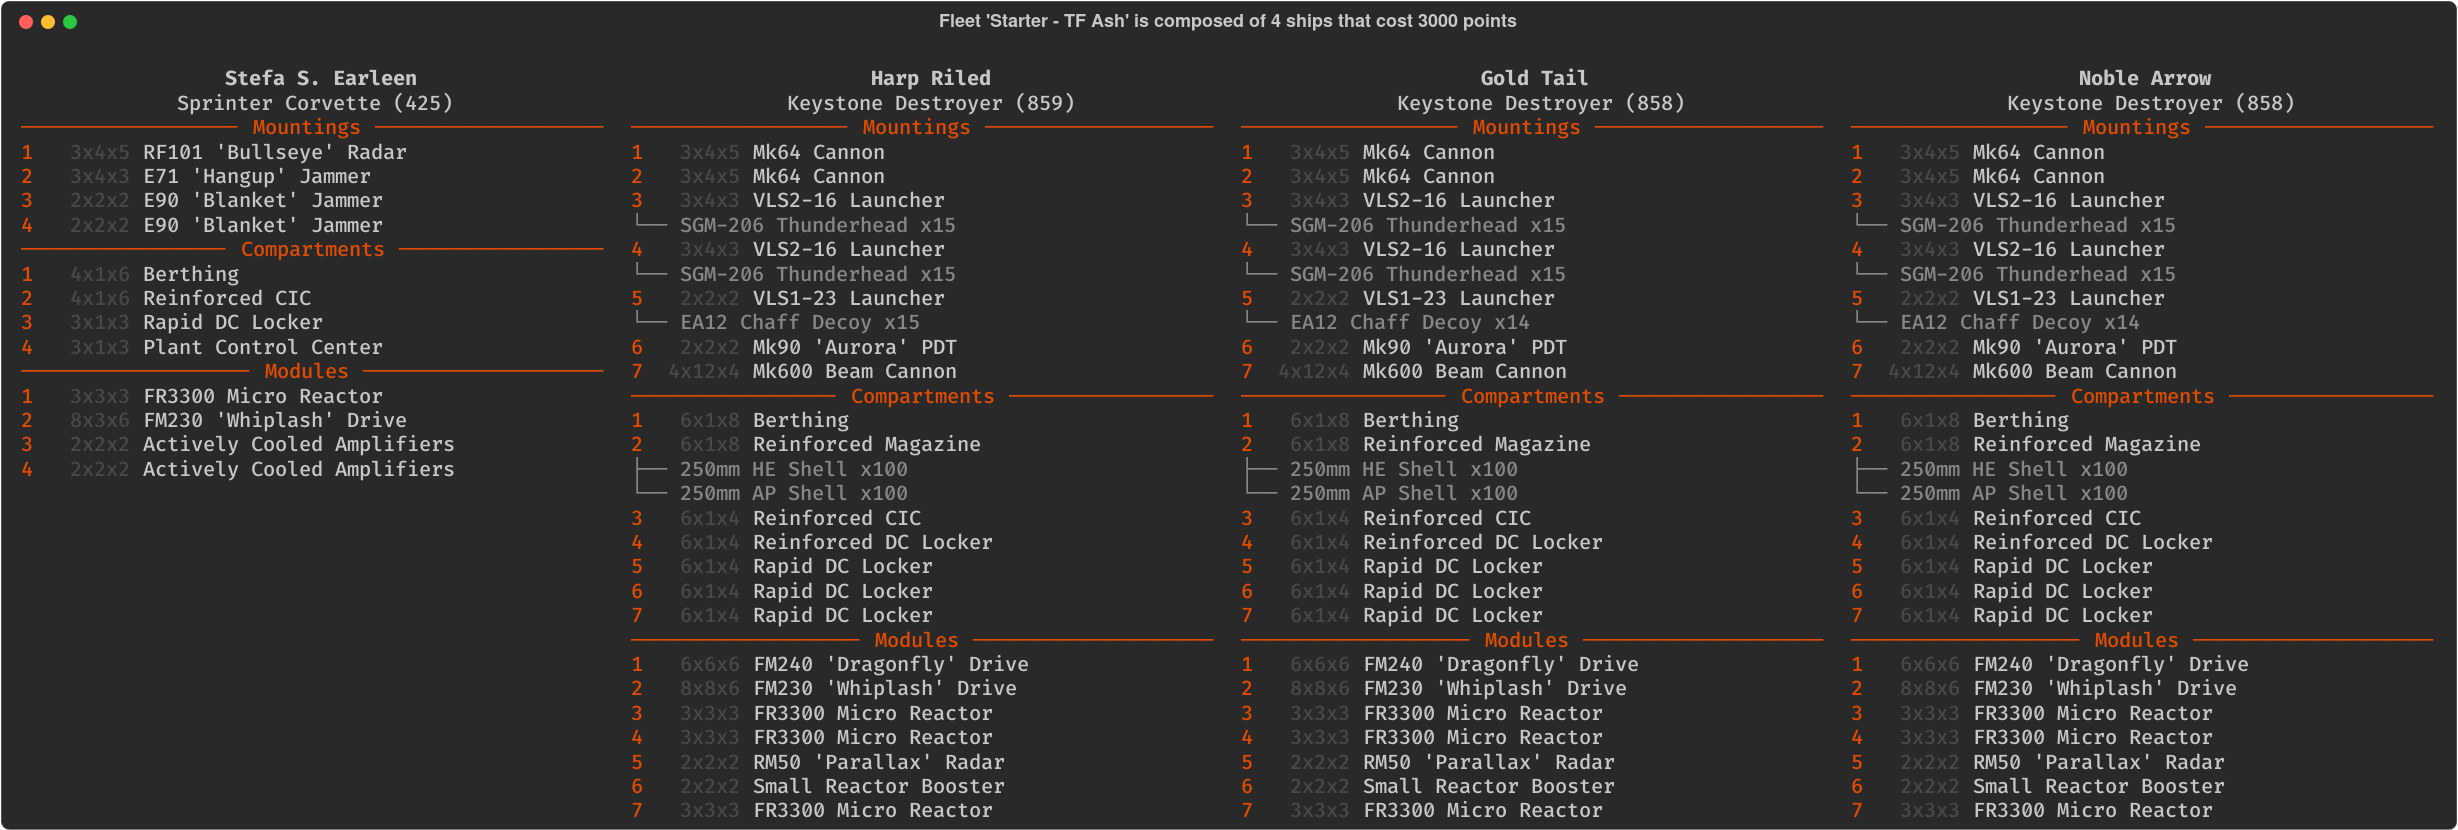 Fleet 'Starter - TF Ash' is composed of 4 ships that cost 3000 points
Stefa S. Earleen
Sprinter Corvette (425)
Mountings
1 3x4x5 RF101 'Bullseye' Radar
2 3x4x3 E71 'Hangup' Jammer
3 2x2x2 E90 'Blanket' Jammer
4 2x2x2 E90 'Blanket' Jammer
Compartments
1 4x1x6 Berthing
2 4x1x6 Reinforced CIC
3 3x1x3 Rapid DC Locker
4 3x1x3 Plant Control Center
Modules
1 3x3x3 FR3300 Micro Reactor
2 8x3x6 FM230 'Whiplash' Drive
3 2x2x2 Actively Cooled Amplifiers
4 2x2x2 Actively Cooled Amplifiers
Harp Riled
Keystone Destroyer (859)
Mountings
1 3x4x5 Mk64 Cannon
2 3x4x5 Mk64 Cannon
3 3x4x3 VLS2-16 Launcher
SGM-206 Thunderhead x15
4 3x4x3 VLS2-16 Launcher
SGM-206 Thunderhead x15
5 2x2x2 VLS1-23 Launcher
EA12 Chaff Decoy x15
6 2x2x2 Mk90 'Aurora' PDT
7 4x12x4 Mk600 Beam Cannon
Compartments
1 6x1x8 Berthing
2 6x1x8 Reinforced Magazine
250mm HE Shell x100
250mm AP Shell x100
3 6x1x4 Reinforced CIC
4 6x1x4 Reinforced DC Locker
5 6x1x4 Rapid DC Locker
6 6x1x4 Rapid DC Locker
7 6x1x4 Rapid DC Locker
Modules
1 6x6x6 FM240 'Dragonfly' Drive
2 8x8x6 FM230 'Whiplash' Drive
3 3x3x3 FR3300 Micro Reactor
4 3x3x3 FR3300 Micro Reactor
5 2x2x2 RM50 'Parallax' Radar
6 2x2x2 Small Reactor Booster
7 3x3x3 FR3300 Micro Reactor
Gold Tail
Keystone Destroyer (858)
Mountings
1 3x4x5 Mk64 Cannon
2 3x4x5 Mk64 Cannon
3 3x4x3 VLS2-16 Launcher
SGM-206 Thunderhead x15
4 3x4x3 VLS2-16 Launcher
SGM-206 Thunderhead x15
5 2x2x2 VLS1-23 Launcher
EA12 Chaff Decoy x14
6 2x2x2 Mk90 'Aurora' PDT
7 4x12x4 Mk600 Beam Cannon
Compartments
1 6x1x8 Berthing
2 6x1x8 Reinforced Magazine
250mm HE Shell x100
250mm AP Shell x100
3 6x1x4 Reinforced CIC
4 6x1x4 Reinforced DC Locker
5 6x1x4 Rapid DC Locker
6 6x1x4 Rapid DC Locker
7 6x1x4 Rapid DC Locker
Modules
1 6x6x6 FM240 'Dragonfly' Drive
2 8x8x6 FM230 'Whiplash' Drive
3 3x3x3 FR3300 Micro Reactor
4 3x3x3 FR3300 Micro Reactor
5 2x2x2 RM50 'Parallax' Radar
6 2x2x2 Small Reactor Booster
7 3x3x3 FR3300 Micro Reactor
Noble Arrow
Keystone Destroyer (858)
Mountings
1 3x4x5 Mk64 Cannon
2 3x4x5 Mk64 Cannon
3 3x4x3 VLS2-16 Launcher
SGM-206 Thunderhead x15
4 3x4x3 VLS2-16 Launcher
SGM-206 Thunderhead x15
5 2x2x2 VLS1-23 Launcher
EA12 Chaff Decoy x14
6 2x2x2 Mk90 'Aurora' PDT
7 4x12x4 Mk600 Beam Cannon
Compartments
1 6x1x8 Berthing
2 6x1x8 Reinforced Magazine
250mm HE Shell x100
250mm AP Shell x100
3 6x1x4 Reinforced CIC
4 6x1x4 Reinforced DC Locker
5 6x1x4 Rapid DC Locker
6 6x1x4 Rapid DC Locker
7 6x1x4 Rapid DC Locker
Modules
1 6x6x6 FM240 'Dragonfly' Drive
2 8x8x6 FM230 'Whiplash' Drive
3 3x3x3 FR3300 Micro Reactor
4 3x3x3 FR3300 Micro Reactor
5 2x2x2 RM50 'Parallax' Radar
6 2x2x2 Small Reactor Booster
7 3x3x3 FR3300 Micro Reactor